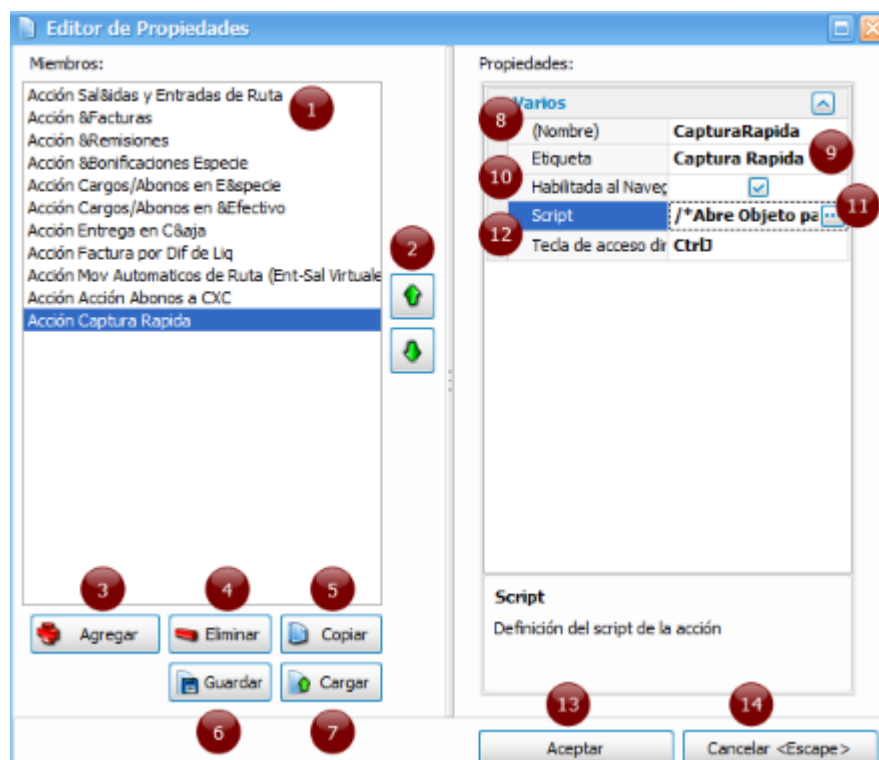 Editor de Propiedades
Miembros:
Acción Sal&idas y Entradas de Ruta
1
Acción &Facturas
Acción &Remisiones
Acción &Bonificaciones Especie
Acción Cargos/Abonos en E&specie
Acción Cargos/Abonos en &Efectivo
Acción Entrega en C&aja
Acción Factura por Dif de Liq
Acción Mov Automaticos de Ruta (Ent-Sal Virtuale
Acción Acción Abonos a CXC
Acción Captura Rapida
2
3
4
5
Agregar
Eliminar
Copiar
Guardar
Cargar
6
7
Propiedades:
Varios
8
(Nombre) CapturaRapida
Etiqueta Captura Rapida
9
10
Habilitada al Naveg
11
Script /*Abre Objeto pa ...
12
Tecla de acceso dir CtrlJ
Script
Definición del script de la acción
13
14
Aceptar
Cancelar <Escape>